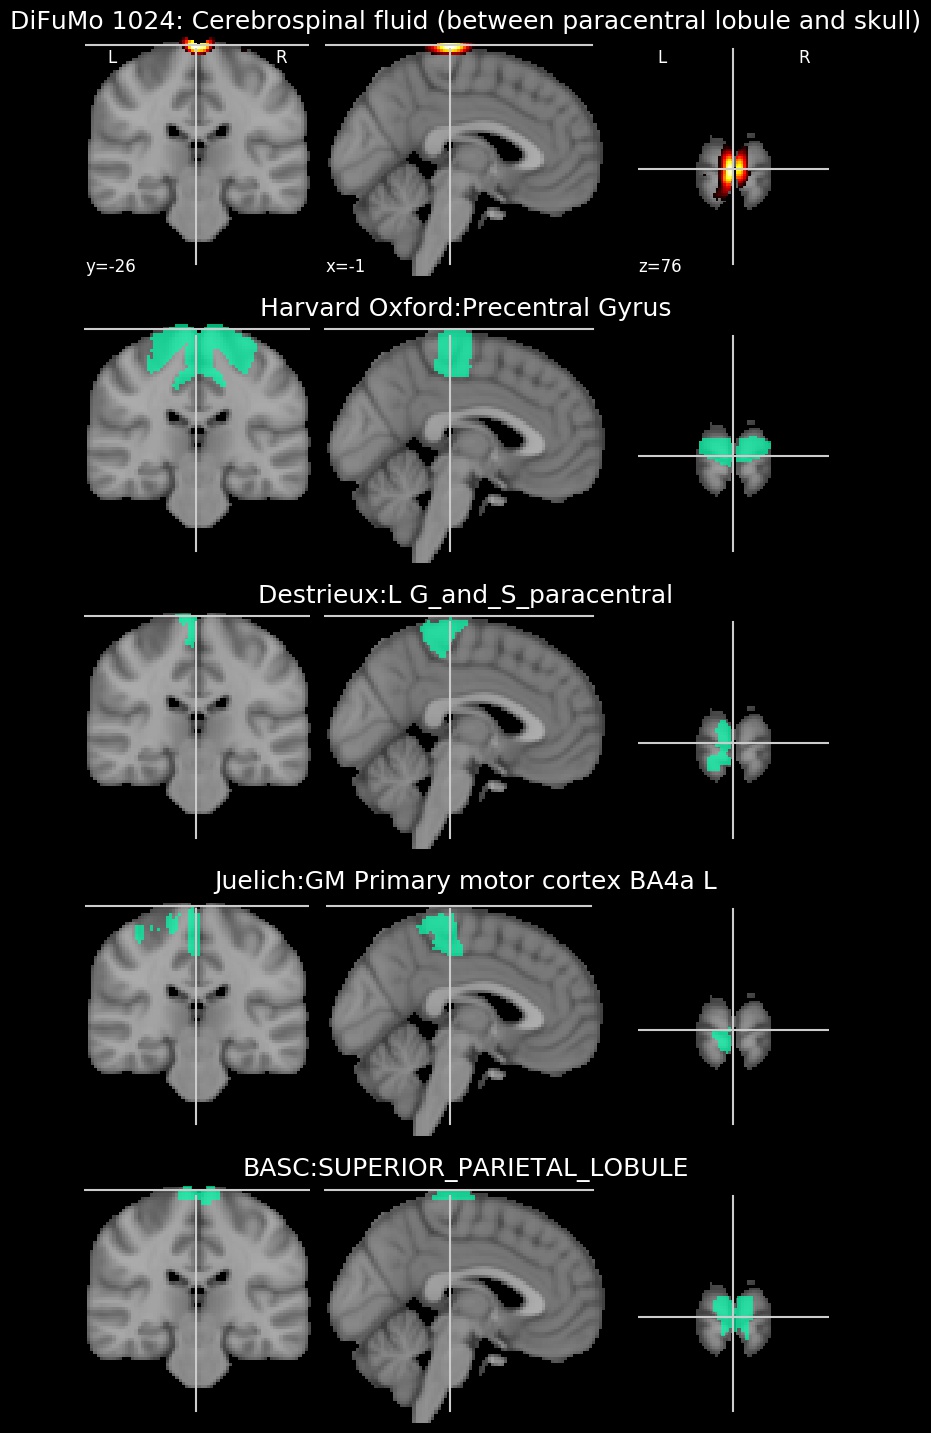 DiFuMo 1024: Cerebrospinal fluid (between paracentral lobule and skull)
L R L R
y=-26 x=-1 z=76
Harvard Oxford:Precentral Gyrus
Destrieux:L G_and_S_paracentral
Juelich:GM Primary motor cortex BA4a L
BASC:SUPERIOR_PARIETAL_LOBULE